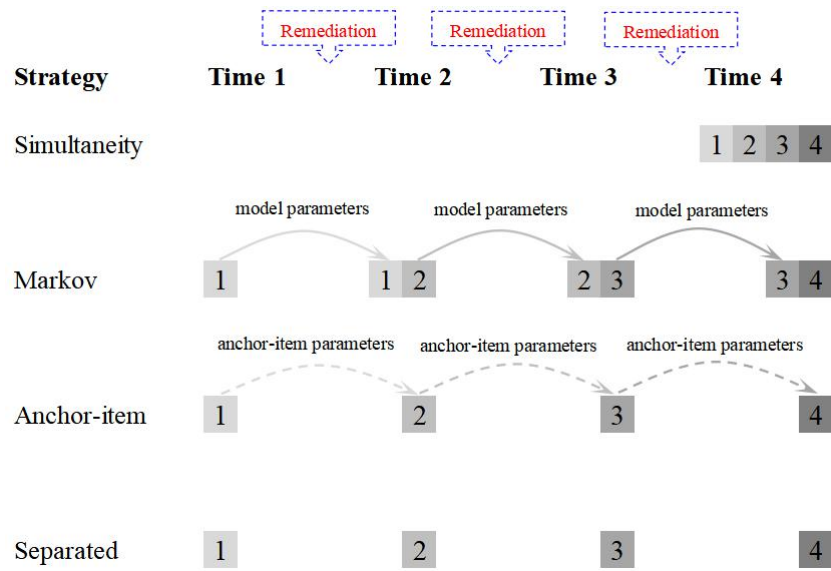 Remediation Remediation Remediation
Strategy Time 1 Time 2 Time 3 Time 4
Simultaneity 1 2 3 4
model parameters model parameters model parameters
Markov 1 1 2 2 3 3 4
anchor-item parameters anchor-item parameters anchor-item parameters
Anchor-item 1 2 3 4
Separated 1 2 3 4